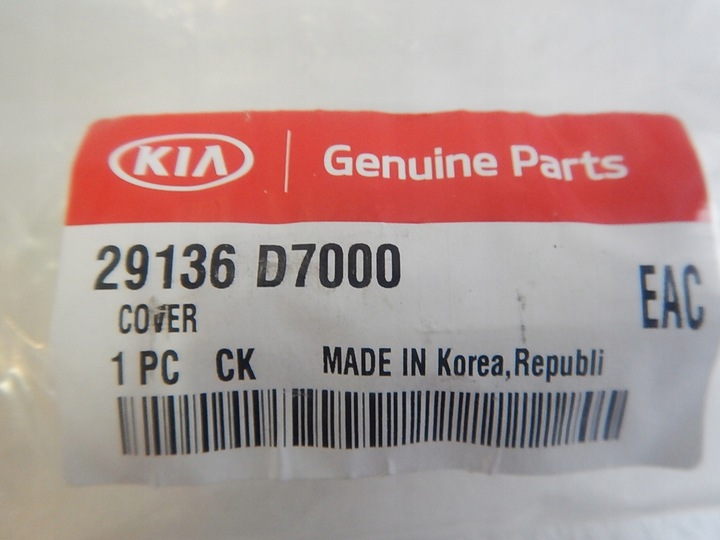 KIA Genuine Parts
29136 D7000
COVER
EAC
1 PC CK MADE IN Korea,Republi